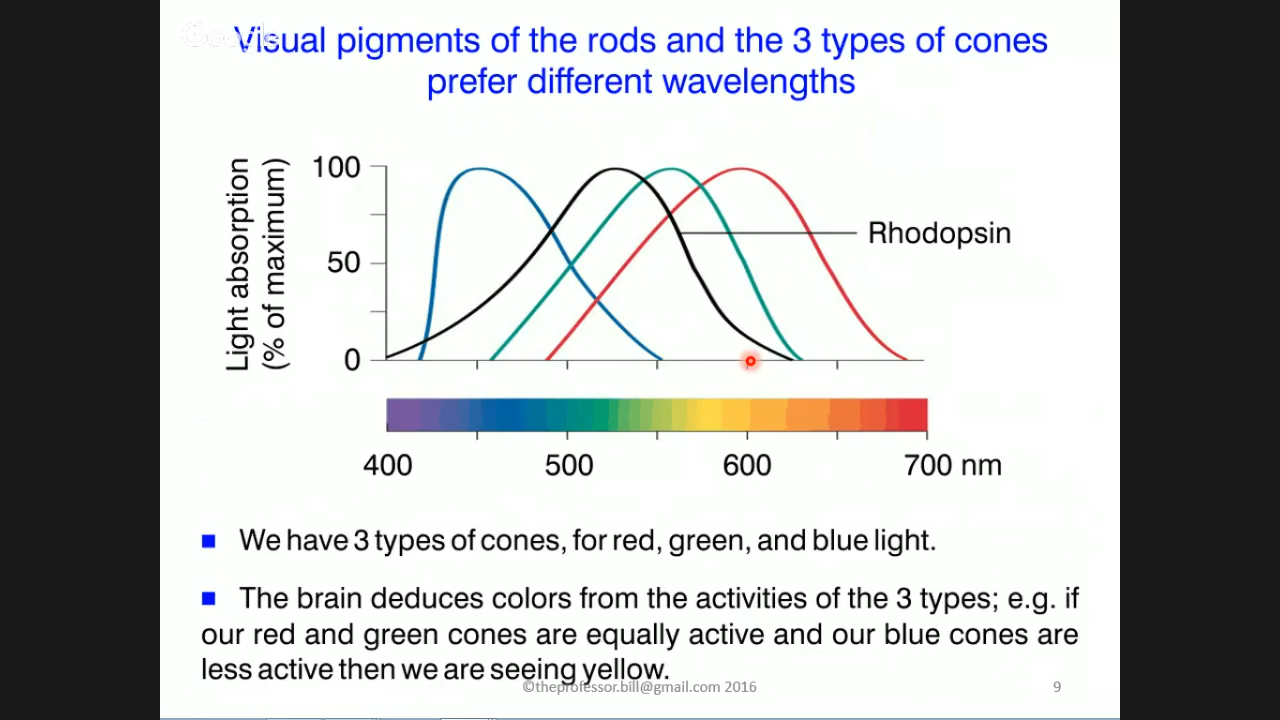 Google
Visual pigments of the rods and the 3 types of cones
prefer different wavelengths
Light absorption
(% of maximum)
100
50
0
Rhodopsin
400 500 600 700 nm
We have 3 types of cones, for red, green, and blue light.
The brain deduces colors from the activities of the 3 types; e.g. if
our red and green cones are equally active and our blue cones are
less active then we are seeing yellow.
©theprofessor.bill@gmail.com 2016
9